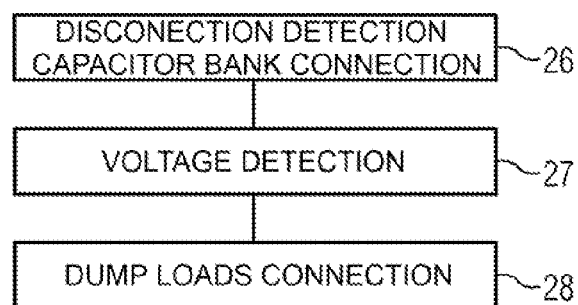 DISCONECTION DETECTION
CAPACITOR BANK CONNECTION
26
VOLTAGE DETECTION
27
DUMP LOADS CONNECTION
28